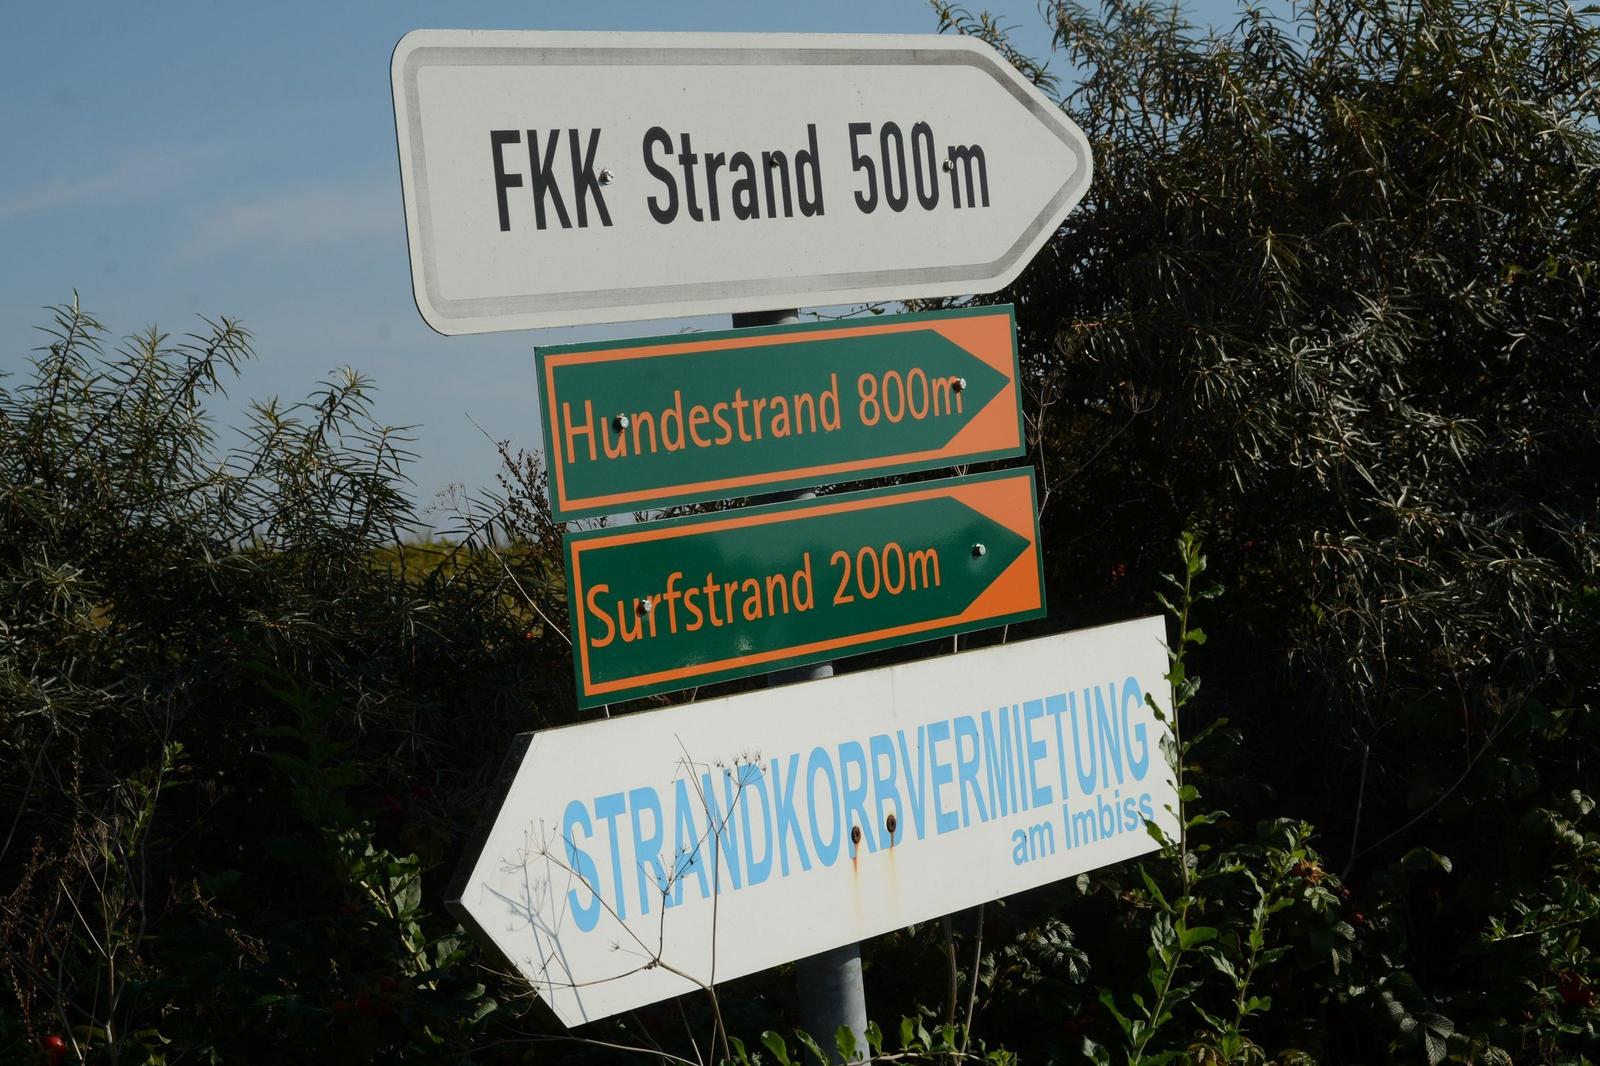 FKK Strand 500m
Hundestrand 800m
Surfstrand 200m
STRANDKORBVERMIETUNG
am Imbiss